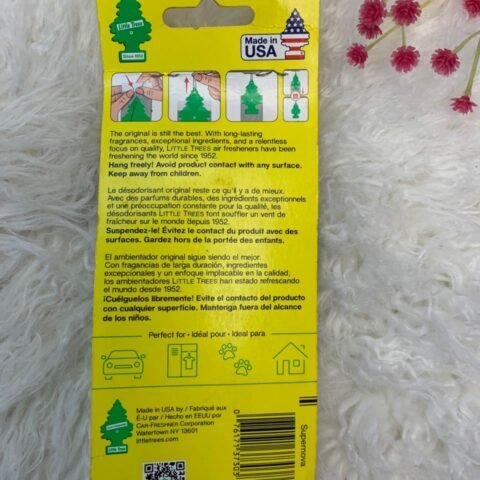 Little Trees
Since 1952
Made in
USA
The original is still the best. With long-lasting
fragrances, exceptional ingredients, and a relentless
focus on quality, LITTLE TREES air fresheners have been
freshening the world since 1952.
Hang freely! Avoid product contact with any surface.
Keep away from children.
Le désodorisant original reste ce qu'il y a de mieux.
Avec des parfums durables, des ingrédients exceptionnels
et une préoccupation constante pour la qualité, les
désodorisants LITTLE TREES font souffler un vent de
fraîcheur sur le monde depuis 1952.
Suspendez-le! Évitez le contact du produit avec des
surfaces. Gardez hors de la portée des enfants.
El ambientador original sigue siendo el mejor.
Con fragancias de larga duración, ingredientes
excepcionales y un enfoque implacable en la calidad,
los ambientadores LITTLE TREES han estado refrescando
el mundo desde 1952.
¡Cuélguelos libremente! Evite el contacto del producto
con cualquier superficie. Mantenga fuera del alcance
de los niños.
Perfect for • Idéal pour • Ideal para
Made in USA by / Fabriqué aux
É-U par / Hecho en EEUU por
CAR-FRESHNER Corporation
Watertown NY 13601
littletrees.com
Little Trees
Supernova